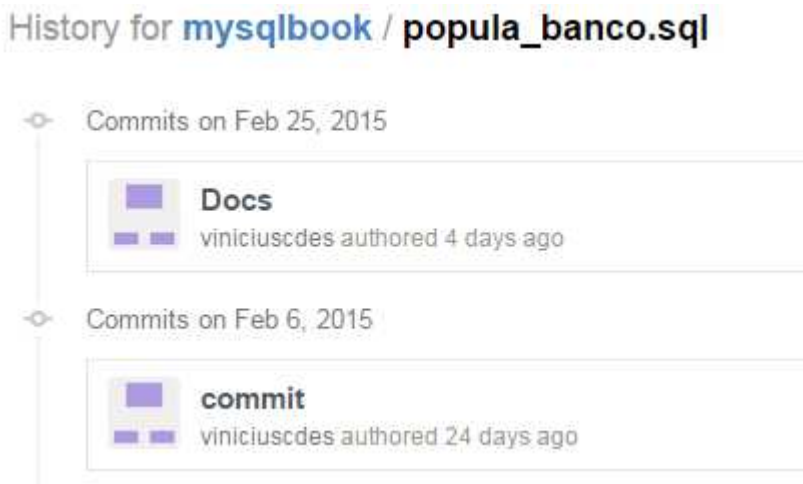 History for mysqlbook / popula_banco.sql
Commits on Feb 25, 2015
Docs
viniciuscdes authored 4 days ago
Commits on Feb 6, 2015
commit
viniciuscdes authored 24 days ago